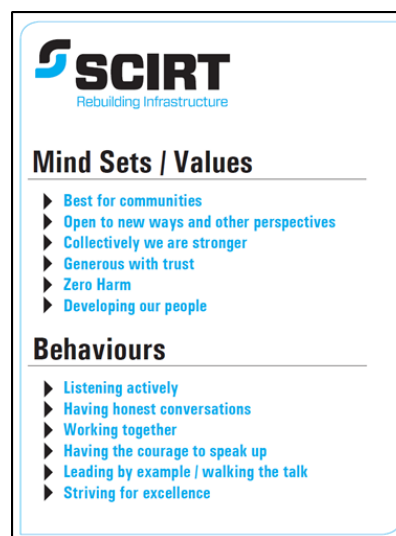 SCIRT
Rebuilding Infrastructure
Mind Sets / Values
Best for communities
Open to new ways and other perspectives
Collectively we are stronger
Generous with trust
Zero Harm
Developing our people
Behaviours
Listening actively
Having honest conversations
Working together
Having the courage to speak up
Leading by example / walking the talk
Striving for excellence